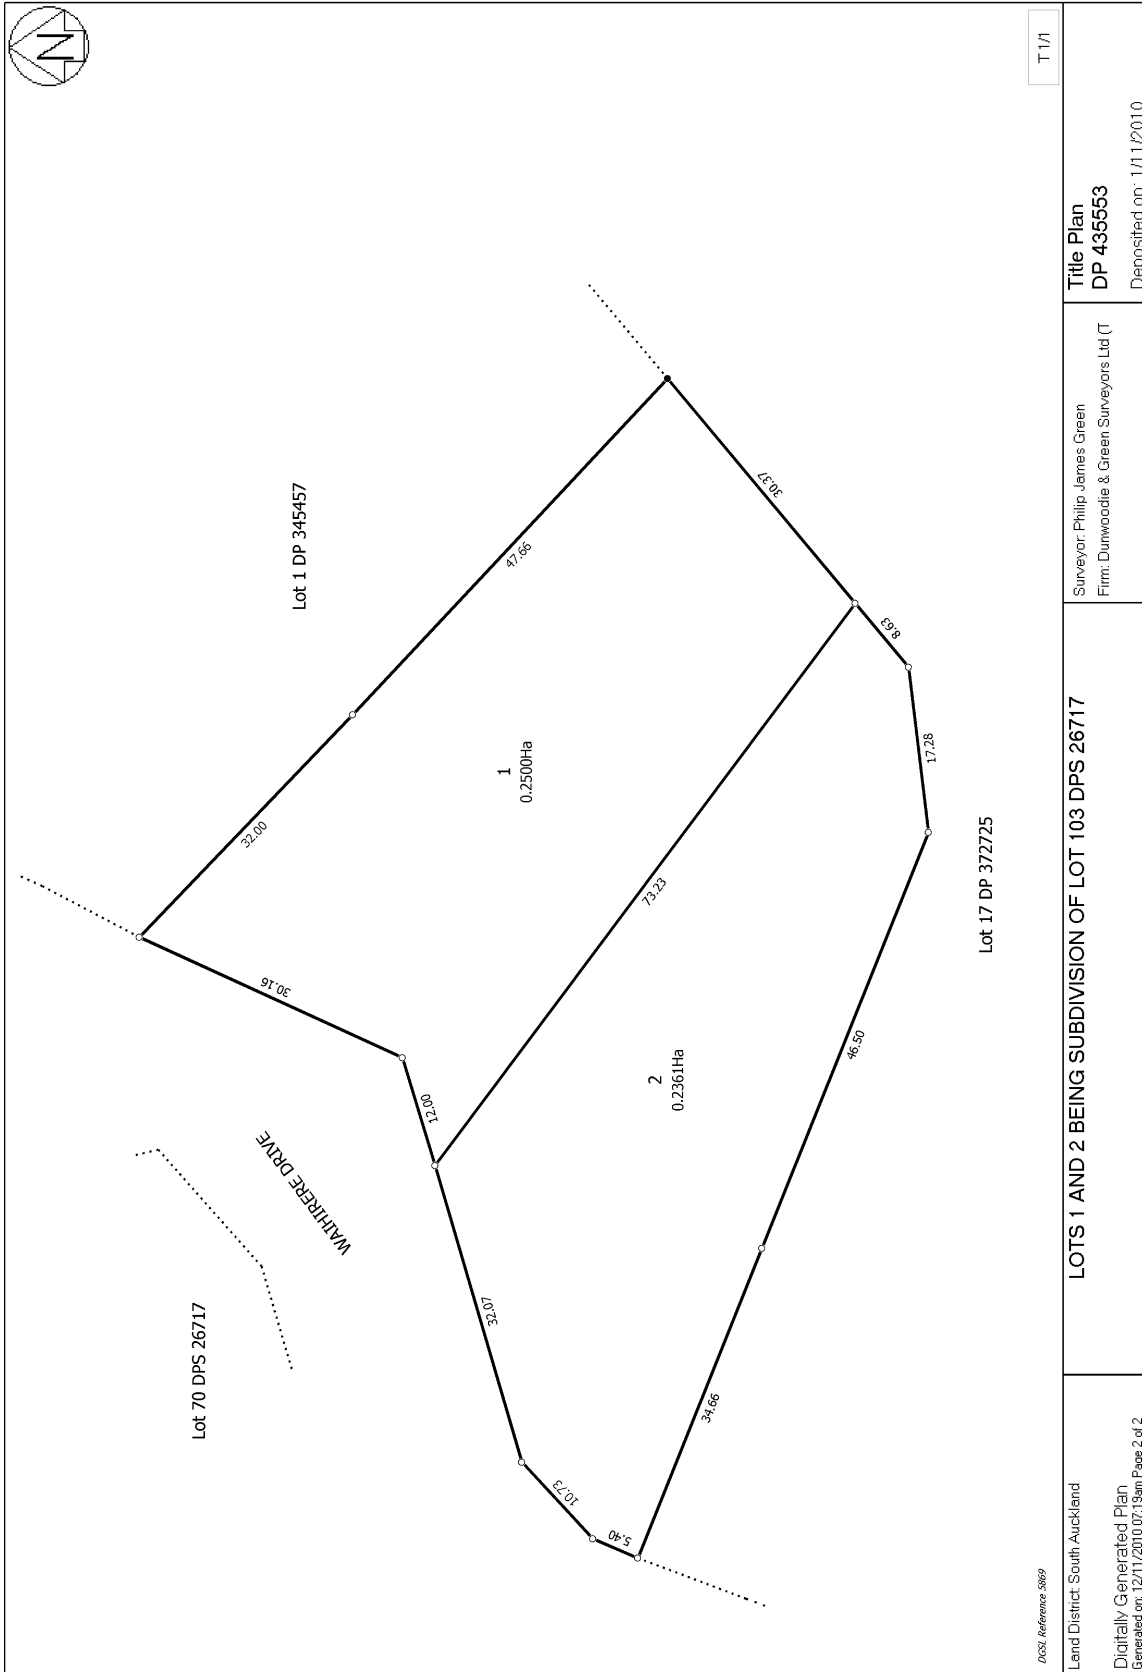 N
T 1/1
Lot 1 DP 345457
47.66
30.37
32.00
1
0.2500Ha
8.63
17.28
73.23
Lot 17 DP 372725
30.16
12.00
2
0.2361Ha
46.50
WAIHIRERE DRIVE
Lot 70 DPS 26717
32.07
34.66
10.73
5.40
DGSL Reference 5869
Land District: South Auckland
Digitally Generated Plan
Generated on: 12/11/2010 07:19am Page 2 of 2
LOTS 1 AND 2 BEING SUBDIVISION OF LOT 103 DPS 26717
Surveyor: Philip James Green
Firm: Dunwoodie & Green Surveyors Ltd (T
Title Plan
DP 435553
Deposited on: 1/11/2010